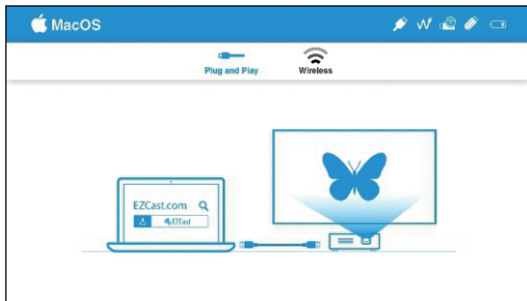 MacOS
Plug and Play
Wireless
EZCast.com
EZCast